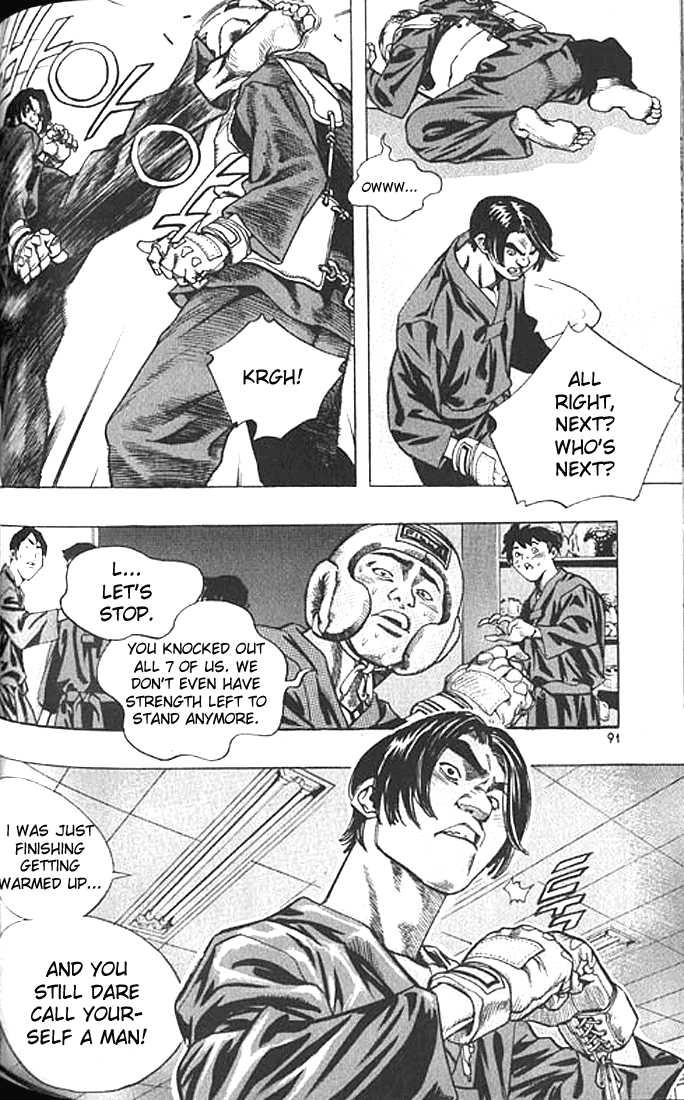 KRGH!
OWWW...
ALL
RIGHT,
NEXT?
WHO'S
NEXT?
L...
LET'S
STOP.
YOU KNOCKED OUT
ALL 7 OF US. WE
DON'T EVEN HAVE
STRENGTH LEFT TO
STAND ANYMORE.
91
I WAS JUST
FINISHING
GETTING
WARMED UP...
AND YOU
STILL DARE
CALL YOUR-
SELF A MAN!